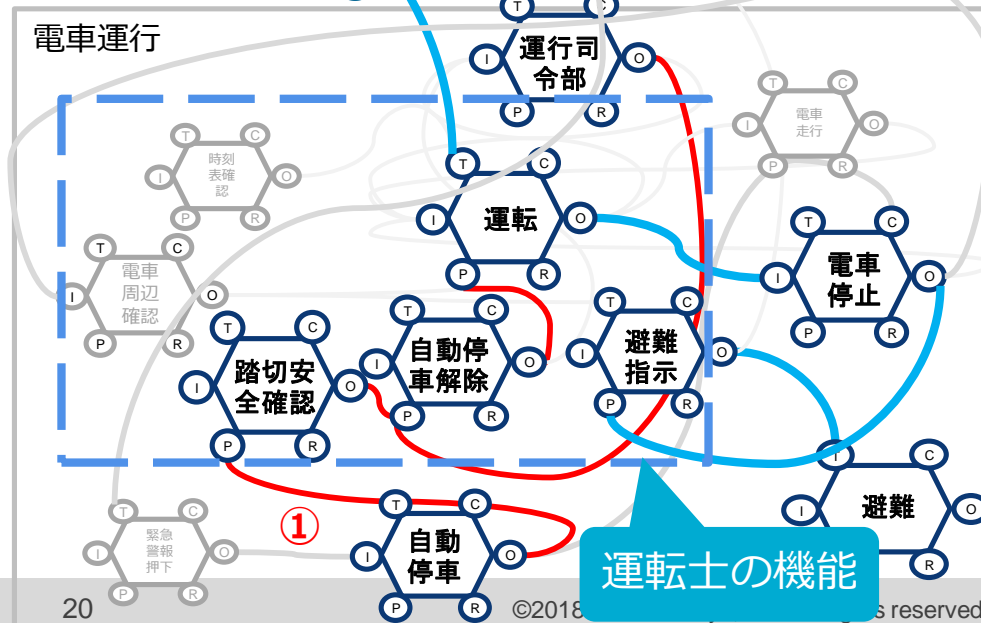 電車運行
T
C
I
運行司
令部
O
P
R
T
C
I
電車
走行
O
P
R
T
C
I
時刻
表確
認
O
P
R
T
C
I
運転
O
P
R
T
C
I
電車
周辺
確認
O
P
R
T
C
I
電車
停止
O
P
R
T
C
I
踏切安
全確認
O
P
R
T
C
I
自動停
車解除
O
P
R
T
C
I
避難
指示
O
P
R
T
C
I
避難
O
R
T
C
I
緊急
警報
押下
O
P
R
①
T
C
I
自動
停車
O
P
R
運転士の機能
20
©2018
s reserved